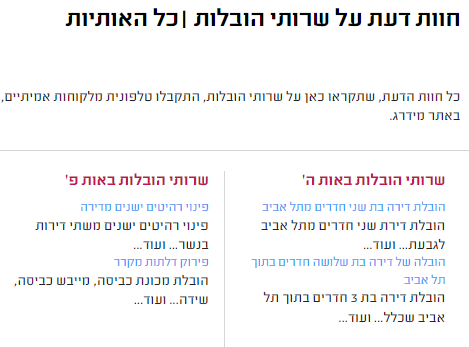 חוות דעת על שרותי הובלות |כל האותיות
כל חוות הדעת, שתקראו כאן על שרותי הובלות, התקבלו טלפונית מלקוחות אמיתיים,
באתר מידרג.
שרותי הובלות באות ה'
הובלת דירה בת שני חדרים מתל אביב
הובלת דירת שני חדרים מתל אביב
לגבעת... ועוד...
הובלה של דירה בת שלושה חדרים בתוך
תל אביב
הובלת דירה בת 3 חדרים בתוך תל
אביב שכלל... ועוד...
שרותי הובלות באות פ'
פינוי רהיטים ישנים מדירה
פינוי רהיטים ישנים משתי דירות
בנשר... ועוד...
פירוק דלתות מקרר
הובלת מכונת כביסה, מייבש כביסה,
שידה... ועוד...